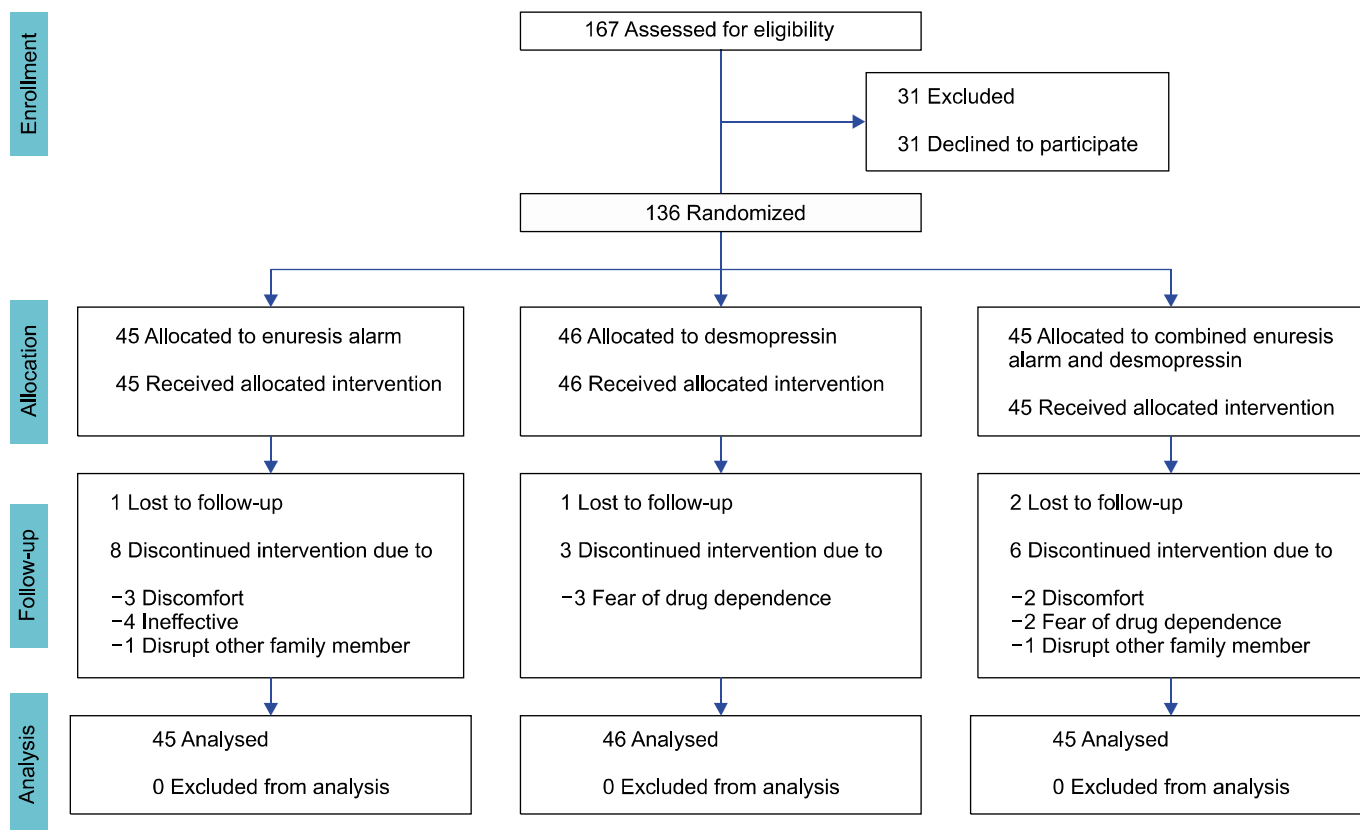 Enrollment
167 Assessed for eligibility
31 Excluded
31 Declined to participate
136 Randomized
Allocation
45 Allocated to enuresis alarm
45 Received allocated intervention
46 Allocated to desmopressin
46 Received allocated intervention
45 Allocated to combined enuresis
alarm and desmopressin
45 Received allocated intervention
Follow-up
1 Lost to follow-up
8 Discontinued intervention due to
−3 Discomfort
−4 Ineffective
−1 Disrupt other family member
1 Lost to follow-up
3 Discontinued intervention due to
−3 Fear of drug dependence
2 Lost to follow-up
6 Discontinued intervention due to
−2 Discomfort
−2 Fear of drug dependence
−1 Disrupt other family member
Analysis
45 Analysed
0 Excluded from analysis
46 Analysed
0 Excluded from analysis
45 Analysed
0 Excluded from analysis